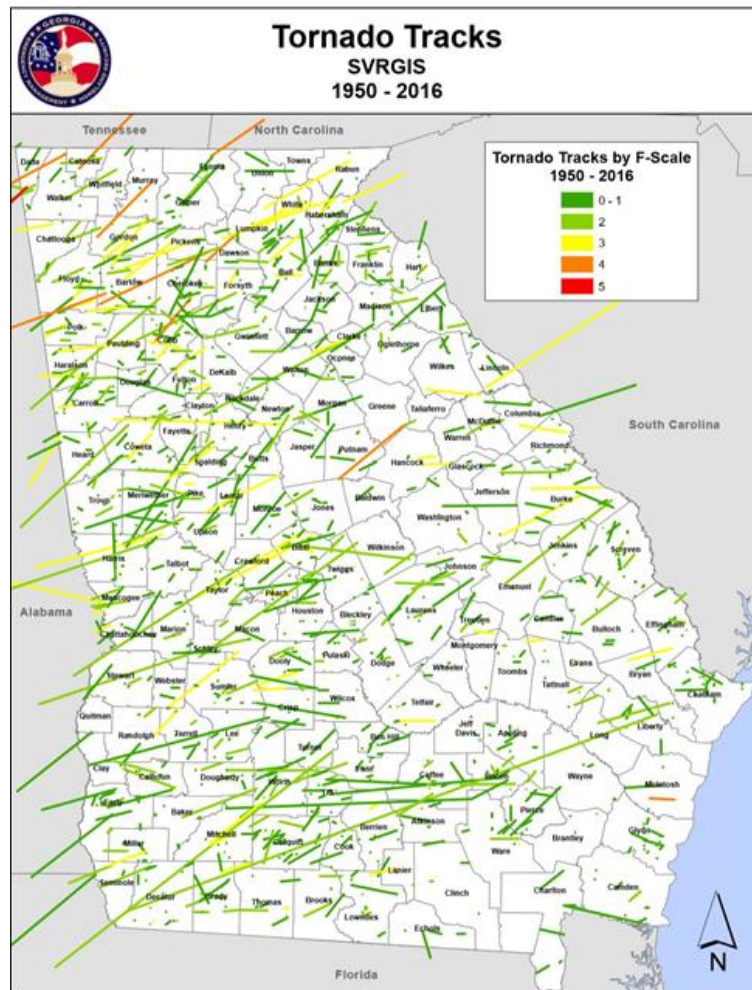 GEORGIA
Tornado Tracks
SVRGIS
1950 - 2016
Tennessee
North Carolina
Tornado Tracks by F-Scale
1950 - 2016
0 - 1
2
3
4
5
Dade
Catoosa
Towns
Rabun
Union
Whitfield
Murray
Walker
Gilmer
White
Habersham
Lumpkin
Stephens
Chattooga
Gordon
Pickens
Dawson
Banks
Franklin
Hart
Hall
Floyd
Bartow
Cherokee
Forsyth
Jackson
Madison
Elbert
Polk
Cobb
Gwinnett
Barrow
Clarke
Oglethorpe
Paulding
Oconee
Haralson
DeKalb
Walton
Wilkes
Lincoln
Douglas
Fulton
Rockdale
Carroll
Clayton
Newton
Morgan
Greene
Taliaferro
Columbia
McDuffie
South Carolina
Fayette
Henry
Warren
Richmond
Coweta
Jasper
Putnam
Heard
Spalding
Butts
Hancock
Glascock
Troup
Meriwether
Pike
Lamar
Baldwin
Jefferson
Burke
Monroe
Jones
Washington
Upson
Harris
Bibb
Wilkinson
Jenkins
Screven
Talbot
Crawford
Twiggs
Johnson
Taylor
Peach
Emanuel
Muscogee
Alabama
Houston
Bleckley
Laurens
Treutlen
Candler
Bulloch
Effingham
Chattahoochee
Marion
Macon
Schley
Montgomery
Dooly
Pulaski
Dodge
Wheeler
Evans
Stewart
Webster
Sumter
Toombs
Tattnall
Bryan
Chatham
Wilcox
Telfair
Quitman
Crisp
Randolph
Terrell
Lee
Jeff
Davis
Appling
Long
Liberty
Turner
Ben Hill
Clay
Calhoun
Dougherty
Worth
Irwin
Coffee
Bacon
Wayne
McIntosh
Early
Tift
Baker
Pierce
Mitchell
Berrien
Atkinson
Glynn
Miller
Colquitt
Cook
Ware
Brantley
Lanier
Seminole
Decatur
Grady
Thomas
Brooks
Clinch
Charlton
Camden
Lowndes
Echols
Florida
N